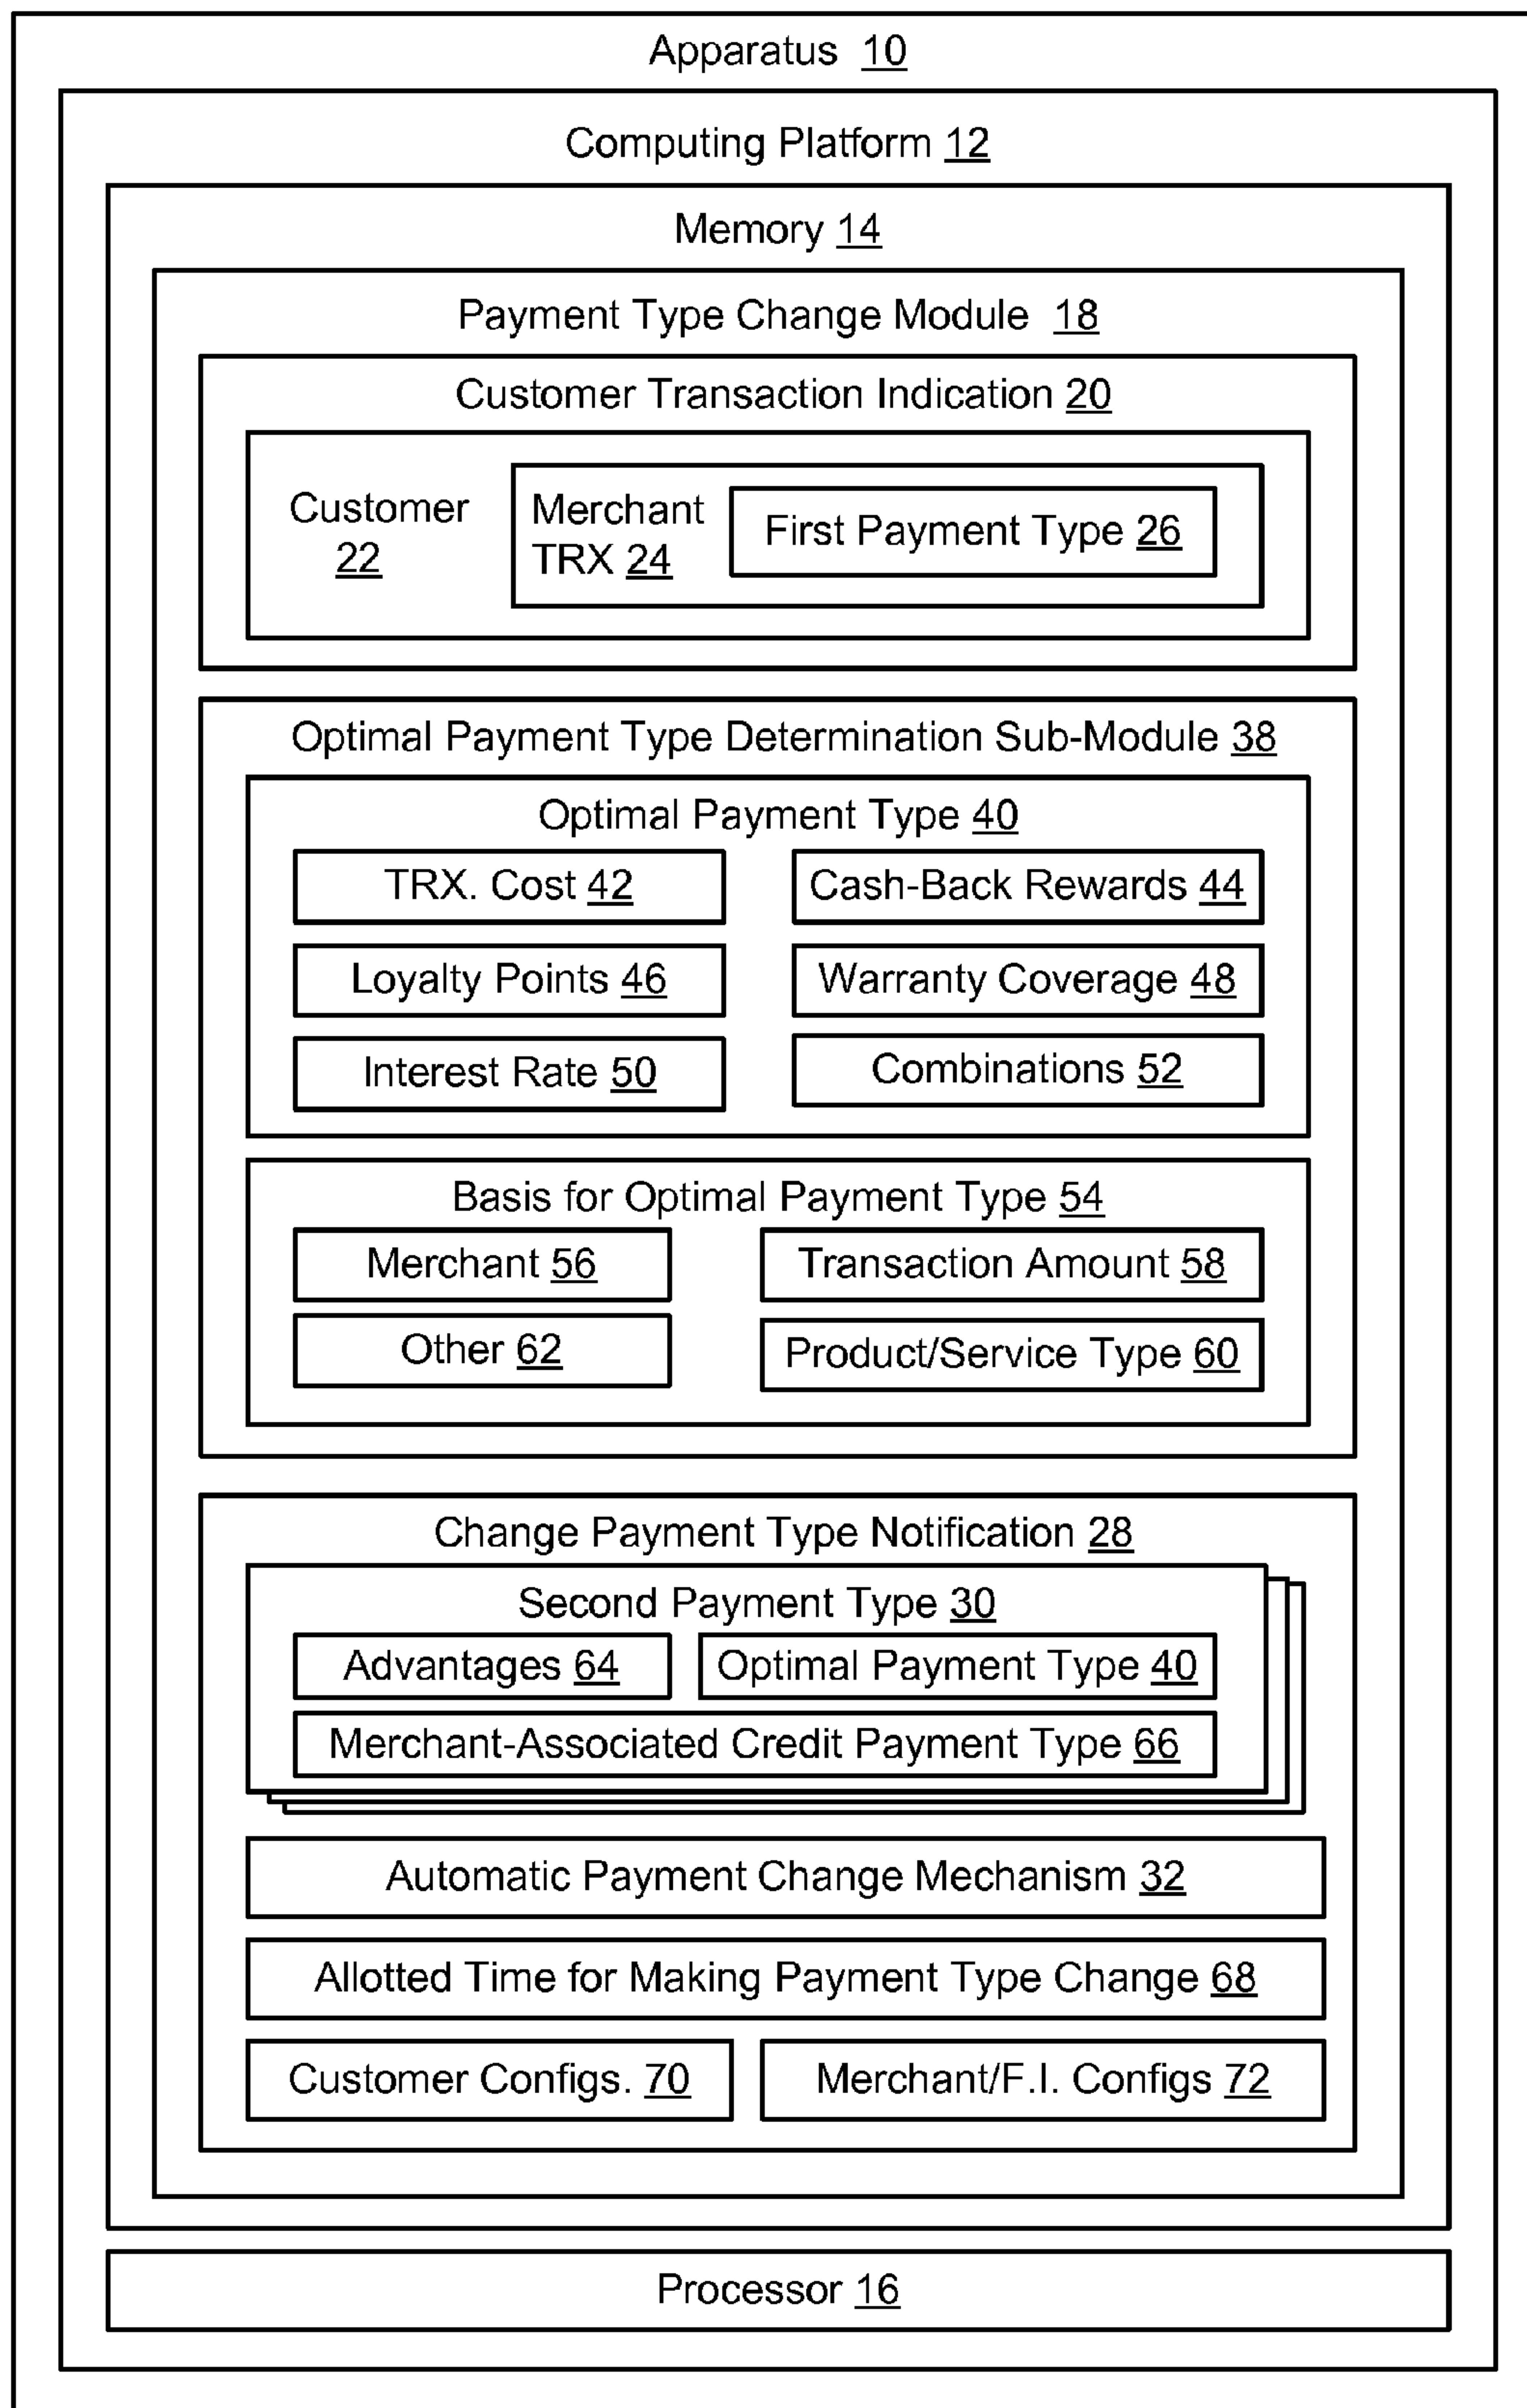 Apparatus 10
Computing Platform 12
Memory 14
Payment Type Change Module 18
Customer Transaction Indication 20
Customer
22
Merchant
TRX 24
First Payment Type 26
Optimal Payment Type Determination Sub-Module 38
Optimal Payment Type 40
TRX. Cost 42
Cash-Back Rewards 44
Loyalty Points 46
Warranty Coverage 48
Interest Rate 50
Combinations 52
Basis for Optimal Payment Type 54
Merchant 56
Transaction Amount 58
Other 62
Product/Service Type 60
Change Payment Type Notification 28
Second Payment Type 30
Advantages 64
Optimal Payment Type 40
Merchant-Associated Credit Payment Type 66
Automatic Payment Change Mechanism 32
Allotted Time for Making Payment Type Change 68
Customer Configs. 70
Merchant/F.I. Configs 72
Processor 16